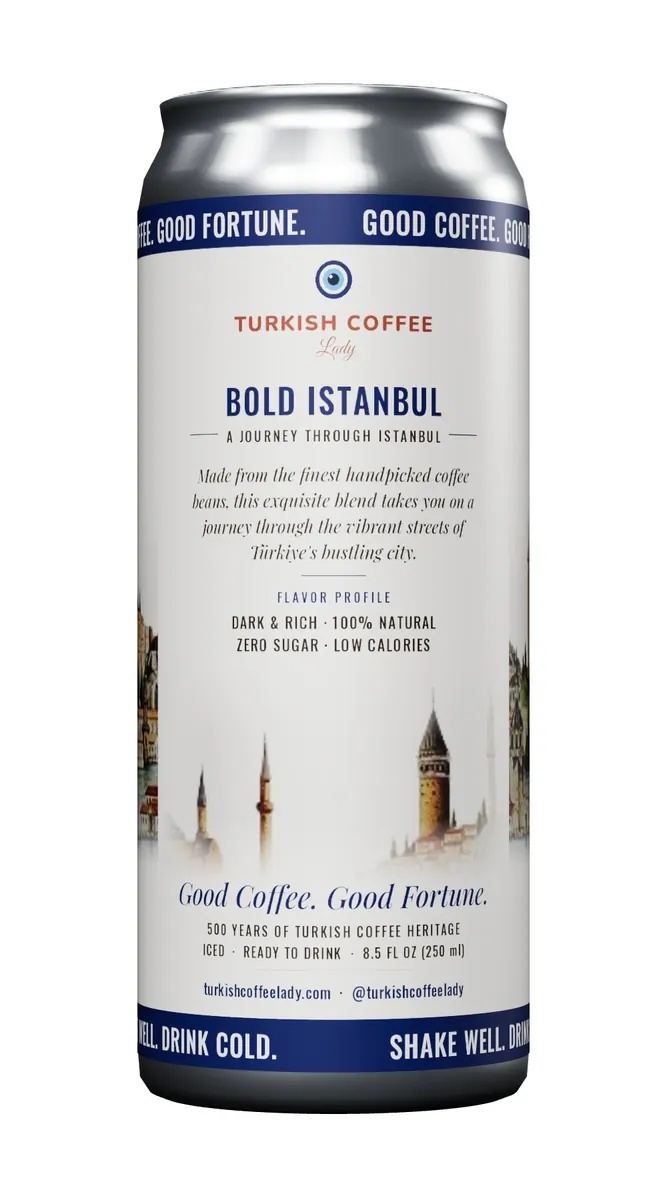 GOOD FORTUNE. GOOD COFFEE. GOOD
TURKISH COFFEE
Lady
BOLD ISTANBUL
A JOURNEY THROUGH ISTANBUL
Made from the finest handpicked coffee
beans, this exquisite blend takes you on a
journey through the vibrant streets of
Türkiye's bustling city.
FLAVOR PROFILE
DARK & RICH · 100% NATURAL
ZERO SUGAR · LOW CALORIES
Good Coffee. Good Fortune.
500 YEARS OF TURKISH COFFEE HERITAGE
ICED · READY TO DRINK · 8.5 FL OZ (250 ml)
turkishcoffeelady.com · @turkishcoffeelady
WELL. DRINK COLD. SHAKE WELL. DRINK